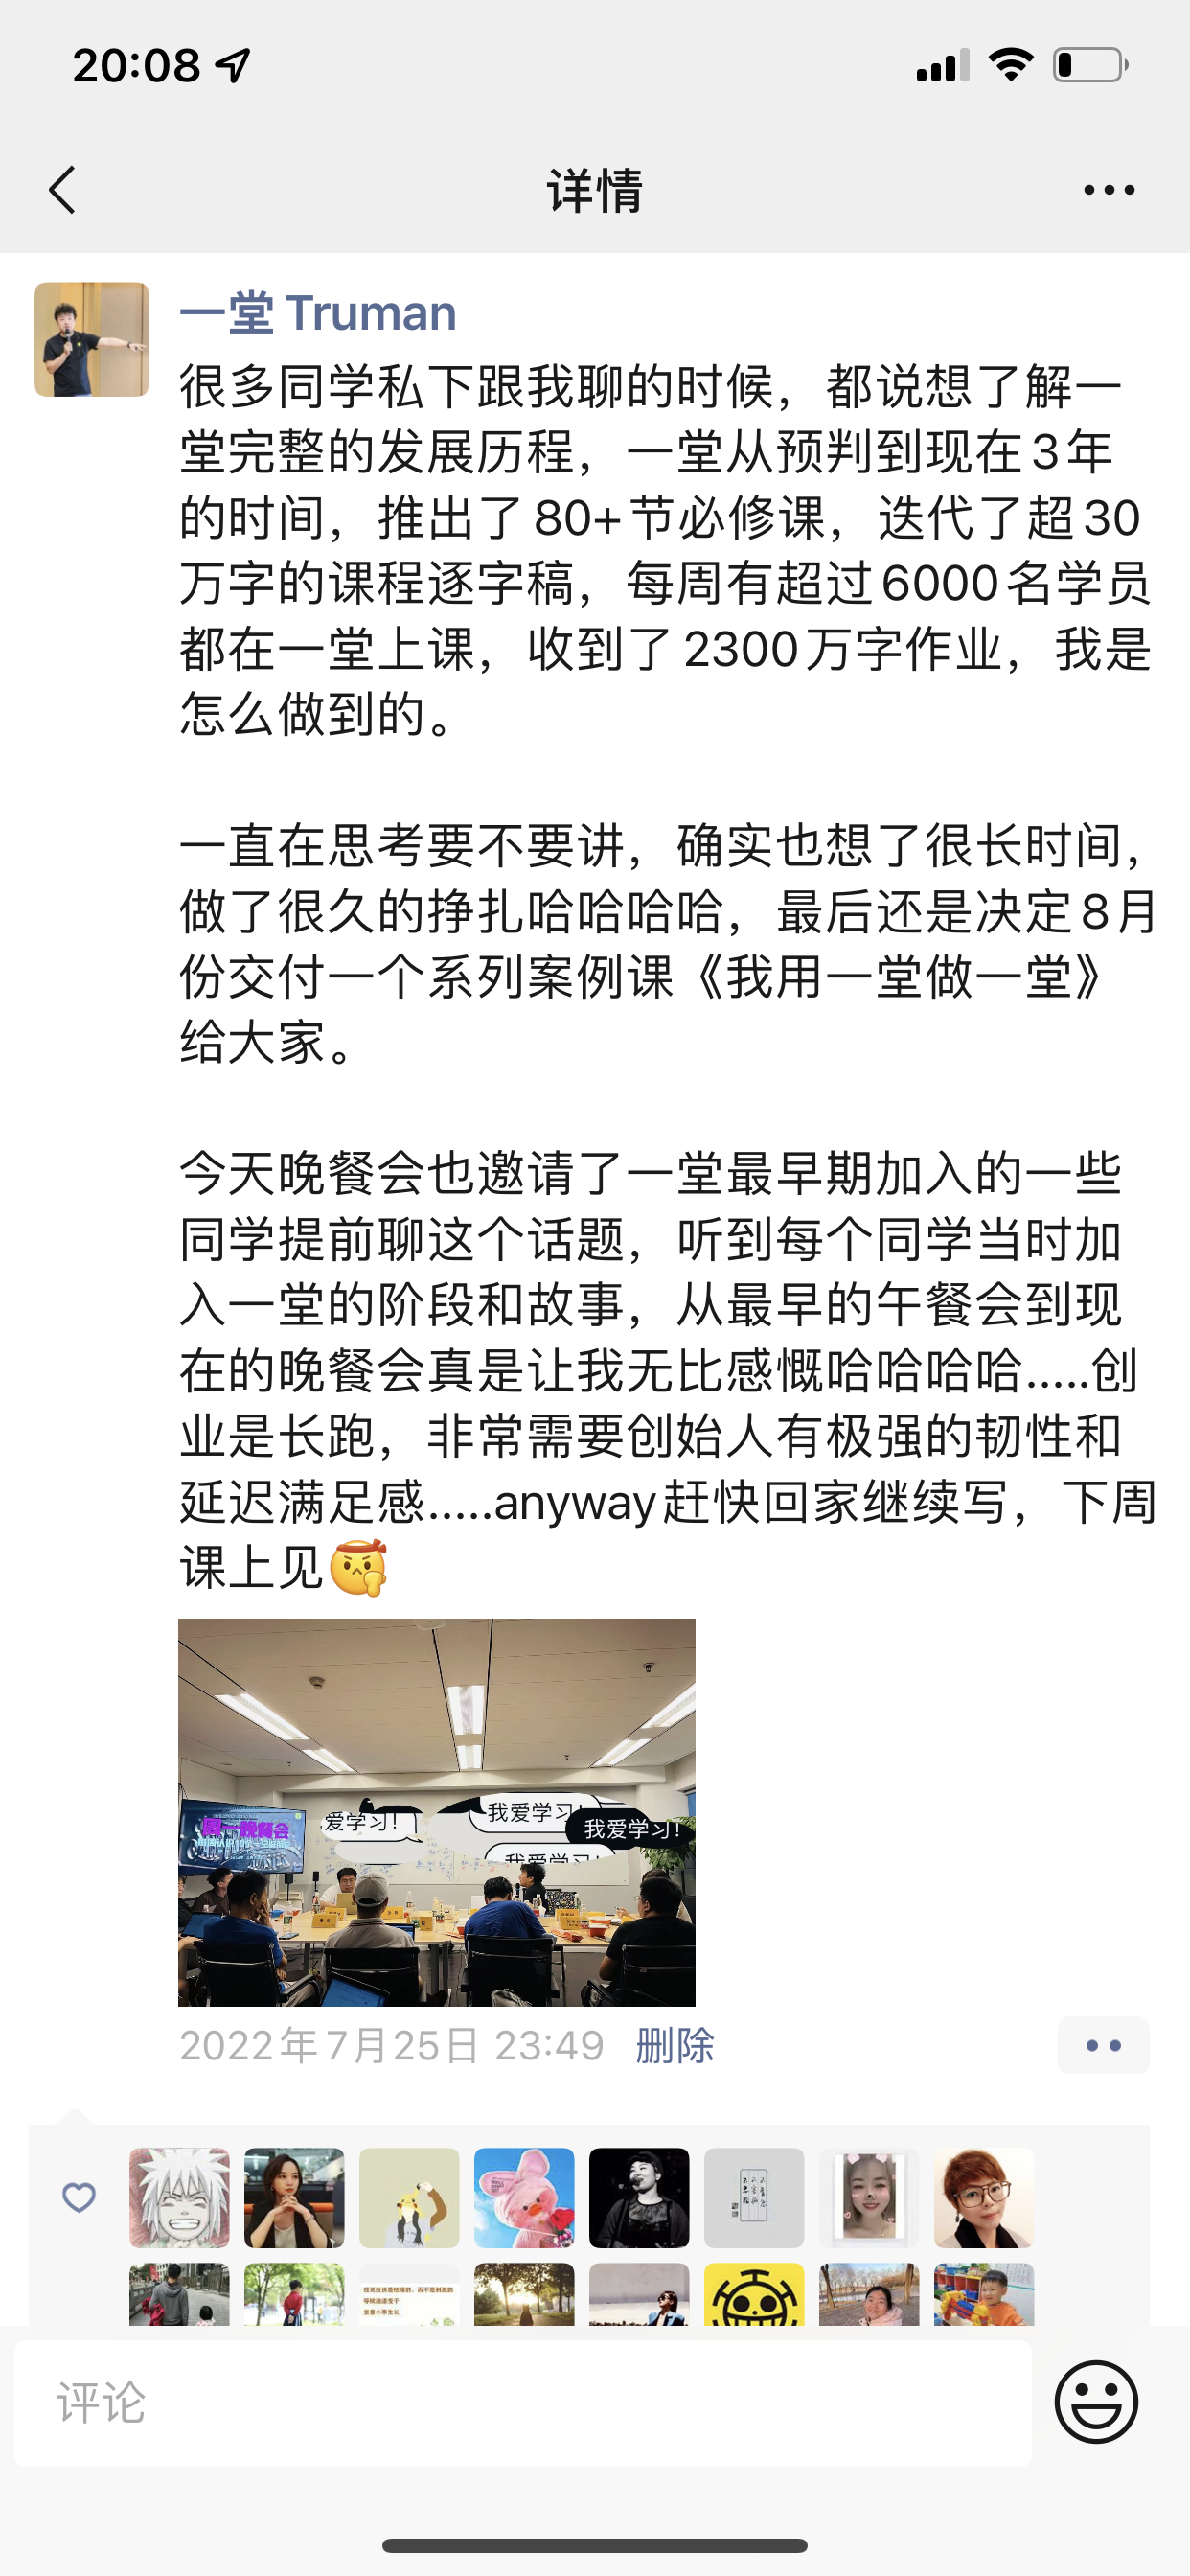 20:08
详情
一堂 Truman
很多同学私下跟我聊的时候，都说想了解一
堂完整的发展历程，一堂从预判到现在3年
的时间，推出了80+节必修课，迭代了超30
万字的课程逐字稿，每周有超过6000名学员
都在一堂上课，收到了2300万字作业，我是
怎么做到的。
一直在思考要不要讲，确实也想了很长时间，
做了很久的挣扎哈哈哈哈，最后还是决定8月
份交付一个系列案例课《我用一堂做一堂》
给大家。
今天晚餐会也邀请了一堂最早期加入的一些
同学提前聊这个话题，听到每个同学当时加
入一堂的阶段和故事，从最早的午餐会到现
在的晚餐会真是让我无比感慨哈哈哈哈.....创
业是长跑，非常需要创始人有极强的韧性和
延迟满足感.....anyway赶快回家继续写，下周
课上见
爱学习！
我爱学习！
我爱学习！
我爱学习！
周一晚餐会
2022年7月25日 23:49 删除
评论